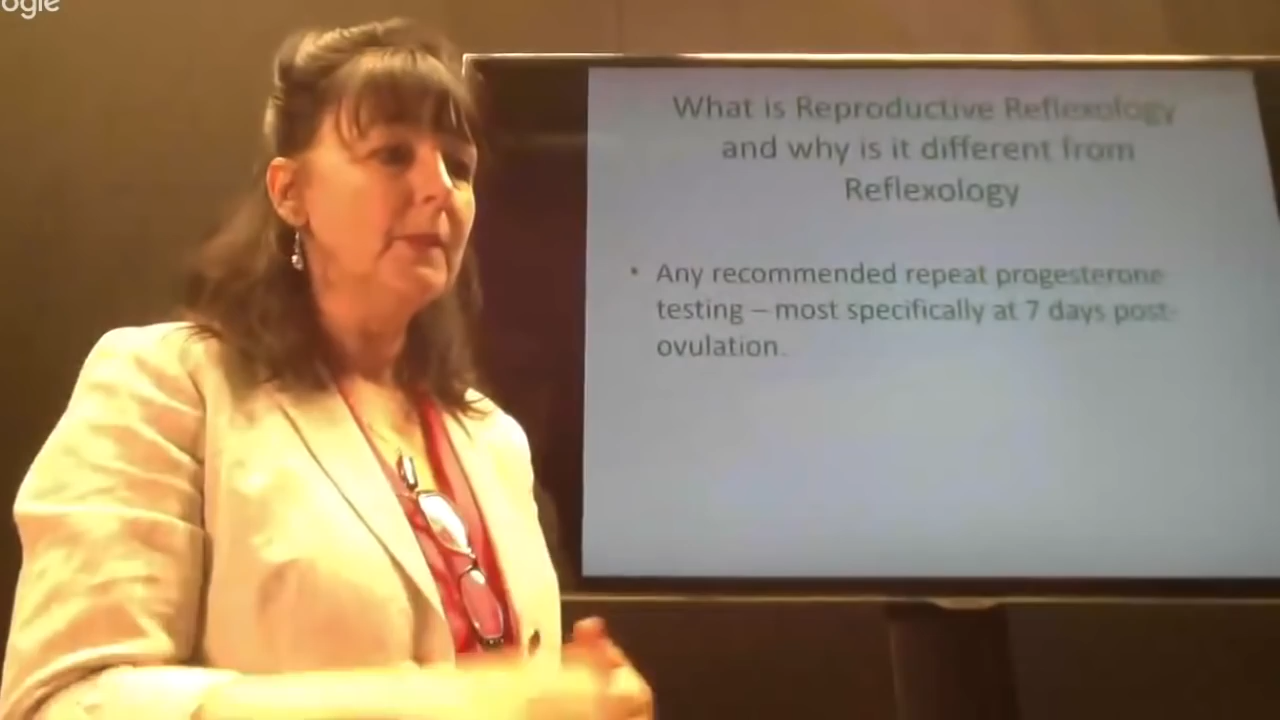 ogle
What is Reproductive Reflexology
and why is it different from
Reflexology
• Any recommended repeat progesterone
testing – most specifically at 7 days post-
ovulation.